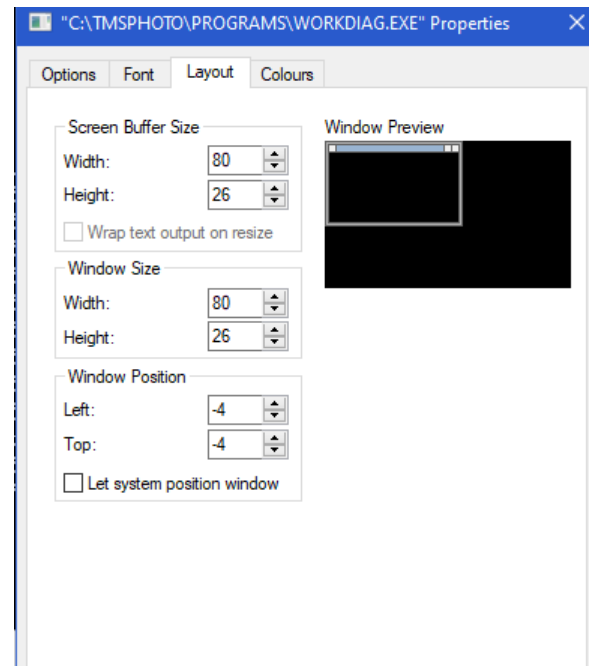 "C:\TMSPHOTO\PROGRAMS\WORKDIAG.EXE" Properties
Options Font Layout Colours
Screen Buffer Size
Width: 80
Height: 26
Wrap text output on resize
Window Size
Width: 80
Height: 26
Window Position
Left: -4
Top: -4
Let system position window
Window Preview